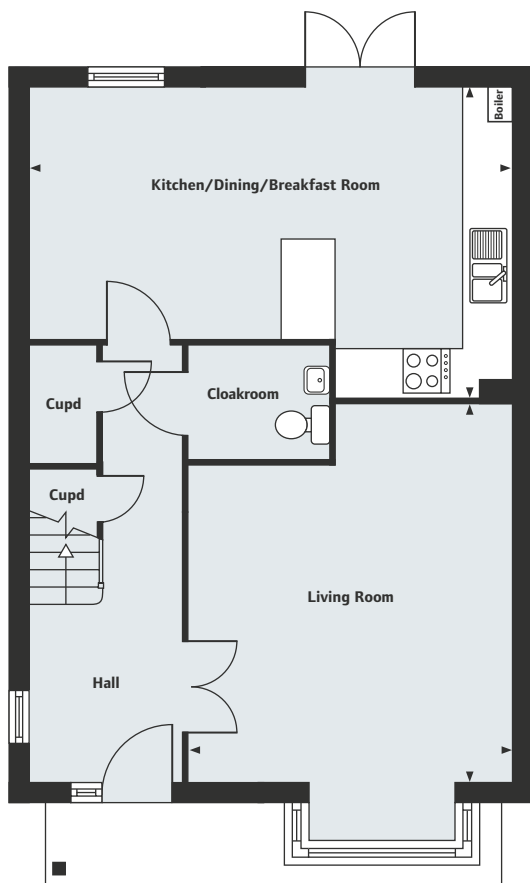 Boiler
Kitchen/Dining/Breakfast Room
Cloakroom
Cupd
Cupd
Living Room
Hall